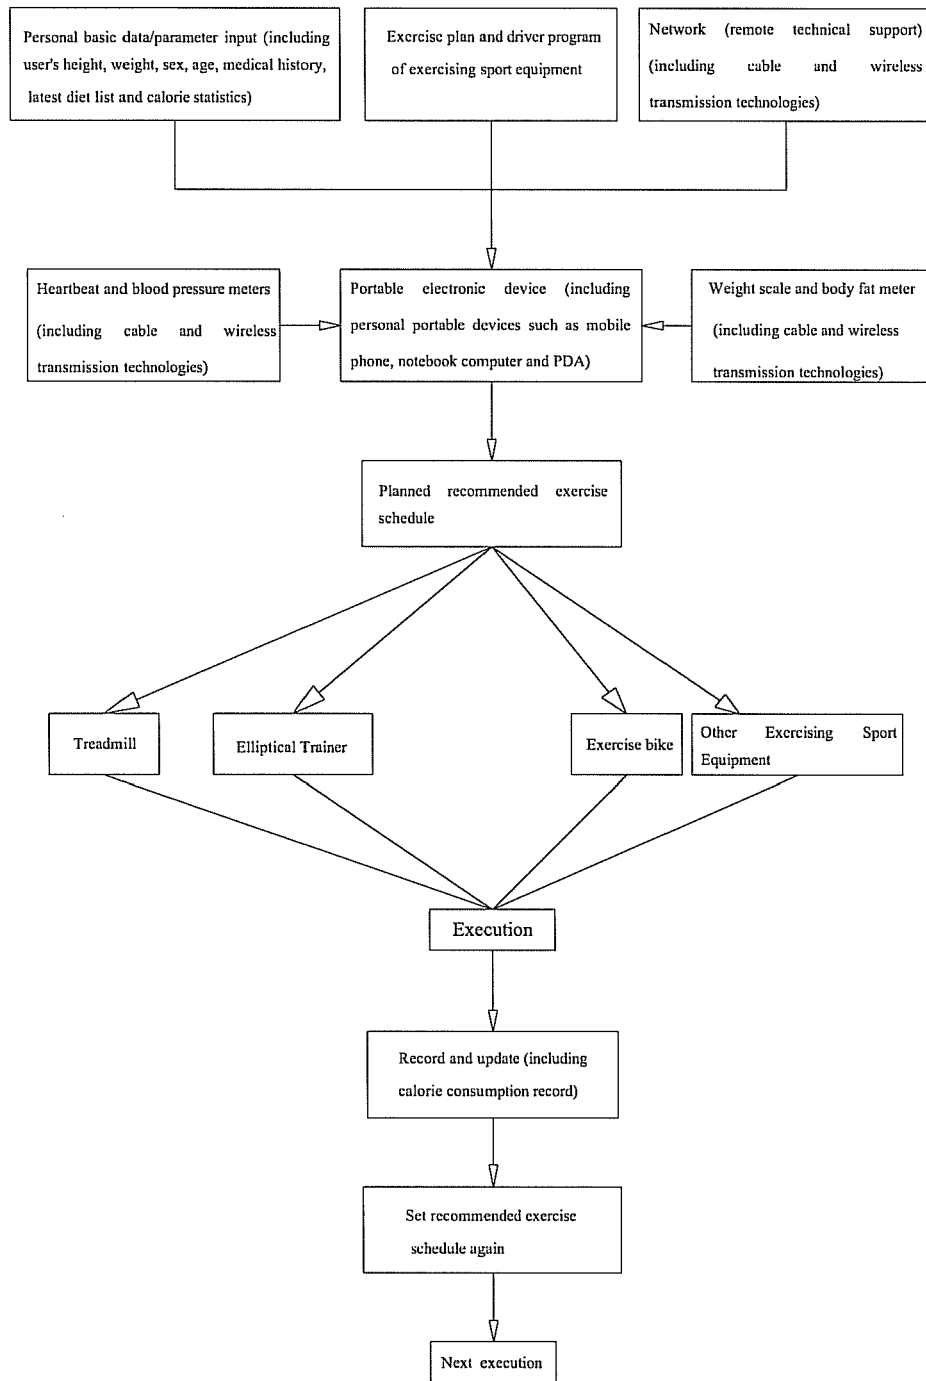 Personal basic data/parameter input (including
user's height, weight, sex, age, medical history,
latest diet list and calorie statistics)
Exercise plan and driver program
of exercising sport equipment
Network (remote technical support)
(including cable and wireless
transmission technologies)
Heartbeat and blood pressure meters
(including cable and wireless
transmission technologies)
Portable electronic device (including
personal portable devices such as mobile
phone, notebook computer and PDA)
Weight scale and body fat meter
(including cable and wireless
transmission technologies)
Planned recommended exercise
schedule
Treadmill
Elliptical Trainer
Exercise bike
Other Exercising Sport
Equipment
Execution
Record and update (including
calorie consumption record)
Set recommended exercise
schedule again
Next execution